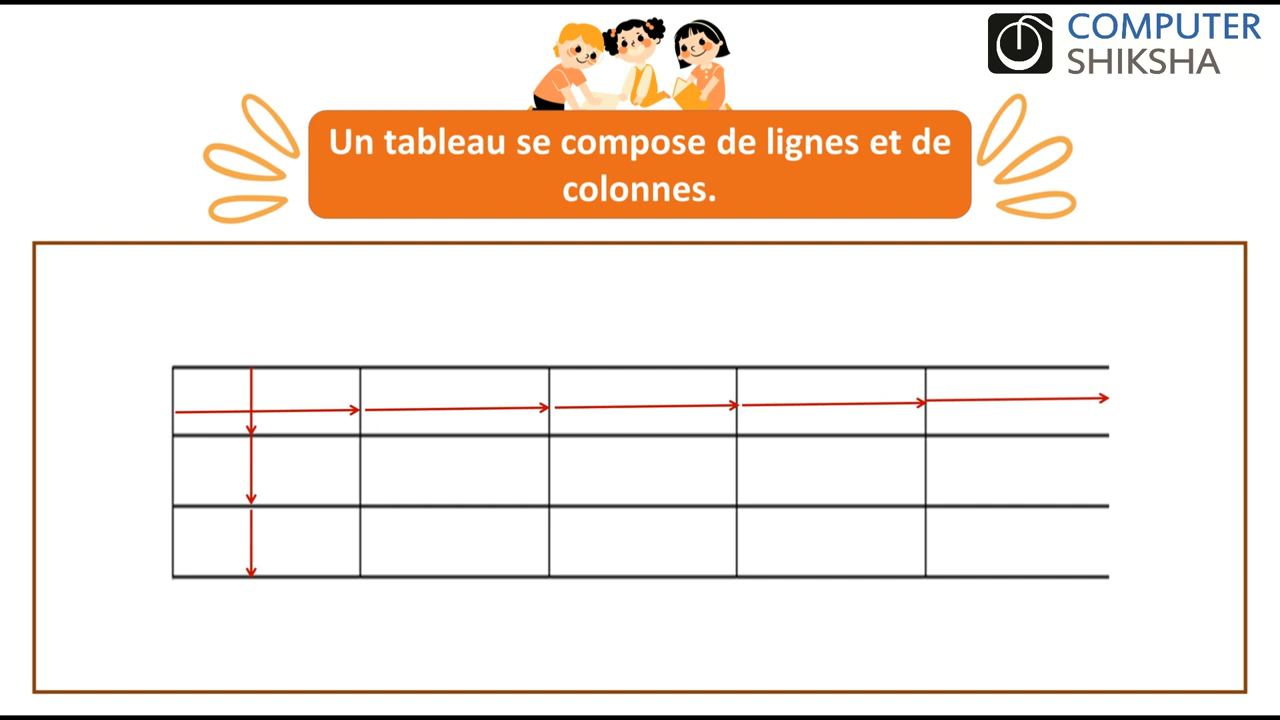 COMPUTER
SHIKSHA
Un tableau se compose de lignes et de
colonnes.